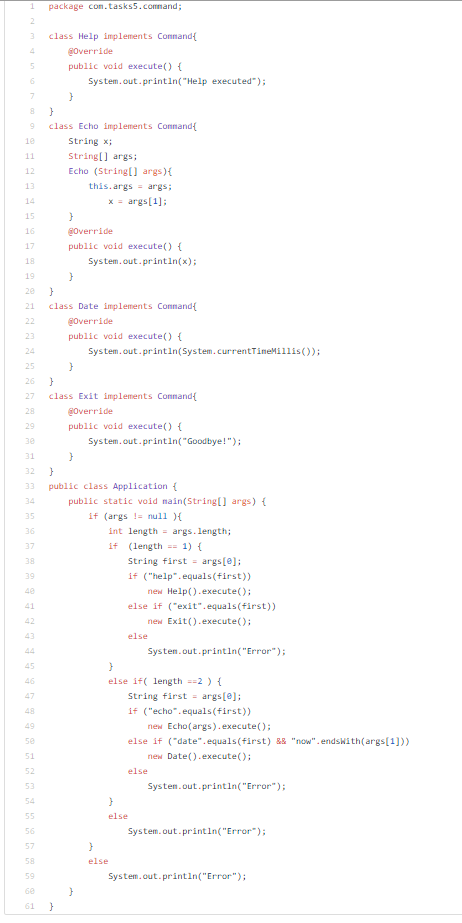 1 package com.tasks5.command;
2
3 class Help implements Command{
4     @Override
5     public void execute() {
6         System.out.println("Help executed");
7     }
8 }
9 class Echo implements Command{
10     String x;
11     String[] args;
12     Echo (String[] args){
13         this.args = args;
14             x = args[1];
15     }
16     @Override
17     public void execute() {
18         System.out.println(x);
19     }
20 }
21 class Date implements Command{
22     @Override
23     public void execute() {
24         System.out.println(System.currentTimeMillis());
25     }
26 }
27 class Exit implements Command{
28     @Override
29     public void execute() {
30         System.out.println("Goodbye!");
31     }
32 }
33 public class Application {
34     public static void main(String[] args) {
35         if (args != null ){
36             int length = args.length;
37             if  (length == 1) {
38                 String first = args[0];
39                 if ("help".equals(first))
40                     new Help().execute();
41                 else if ("exit".equals(first))
42                     new Exit().execute();
43                 else
44                     System.out.println("Error");
45             }
46             else if( length ==2 ) {
47                 String first = args[0];
48                 if ("echo".equals(first))
49                     new Echo(args).execute();
50                 else if ("date".equals(first) && "now".endsWith(args[1]))
51                     new Date().execute();
52                 else
53                     System.out.println("Error");
54             }
55             else
56                 System.out.println("Error");
57         }
58         else
59             System.out.println("Error");
60     }
61 }